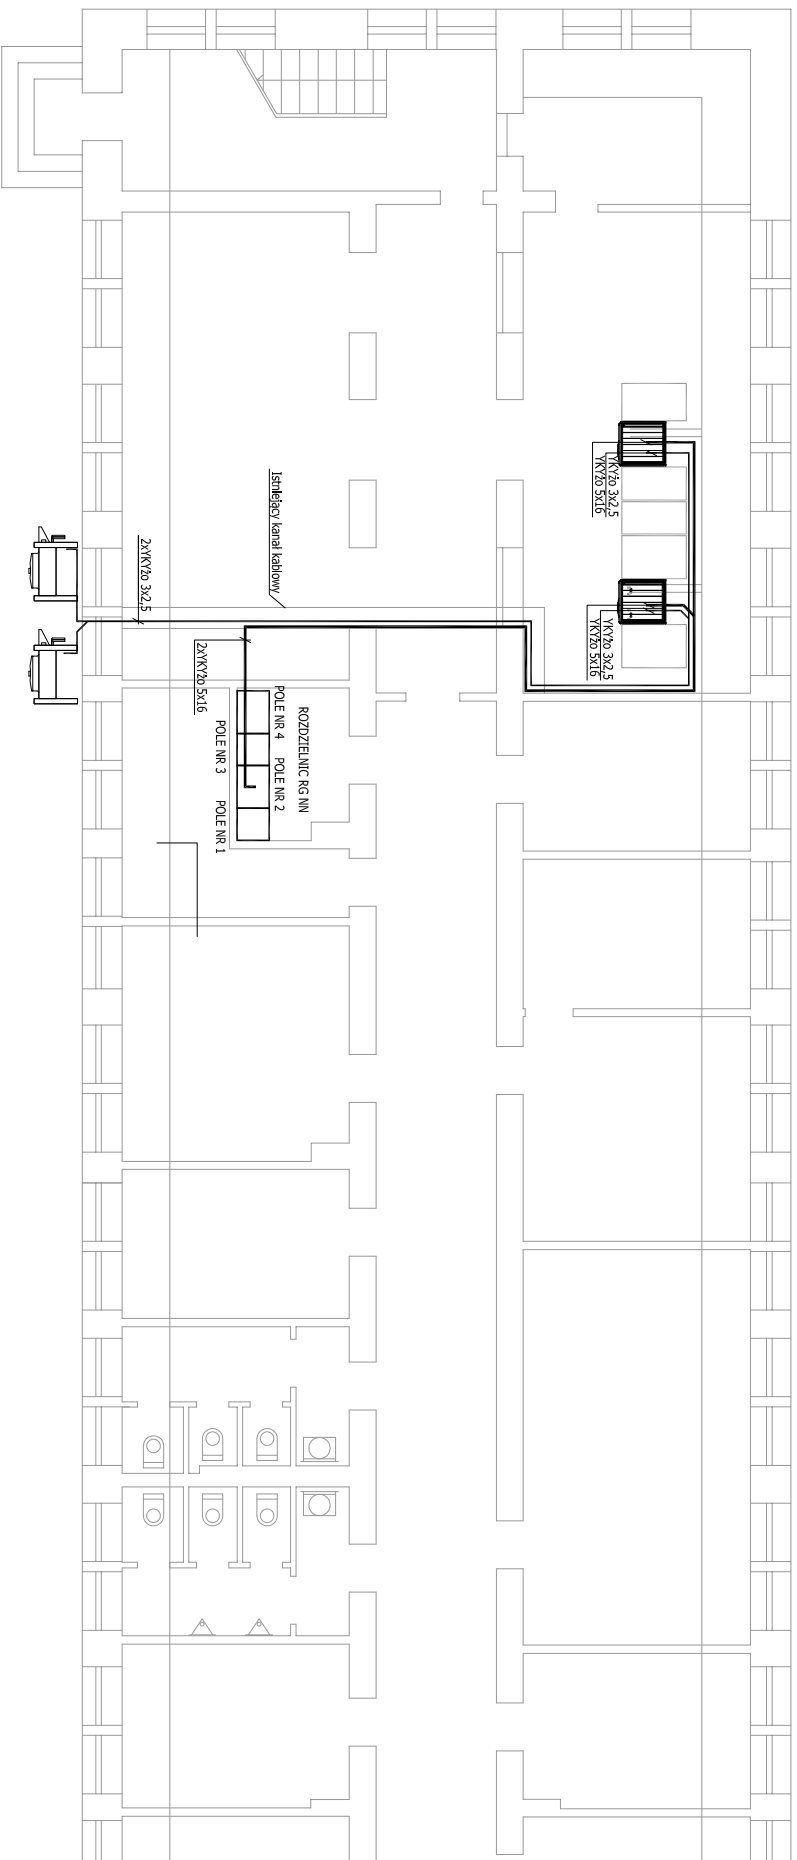 YKYżo 3x2,5
YKYżo 5x16
Istniejący kanał kablowy
2xYKYżo 3x2,5
YKYżo 3x2,5
YKYżo 5x16
2xYKYżo 5x16
ROZDZIELNIC RG NN
POLE NR 4 POLE NR 2
POLE NR 3 POLE NR 1